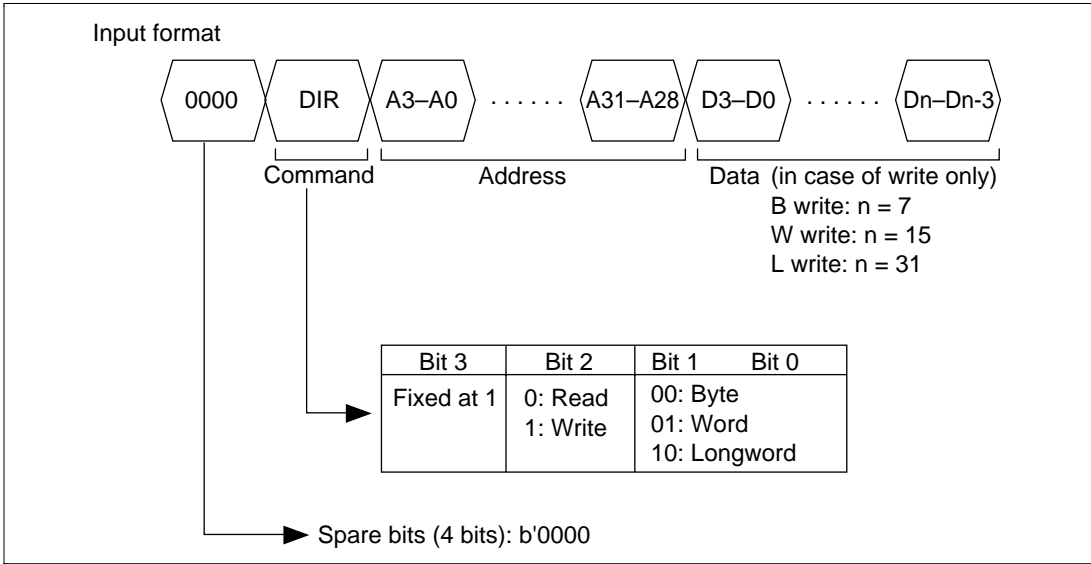 Input format
0000 DIR A3–A0 · · · · · · A31–A28 D3–D0 · · · · · · Dn–Dn-3
Command Address Data (in case of write only)
B write: n = 7
W write: n = 15
L write: n = 31
Bit 3 Bit 2 Bit 1 Bit 0
Fixed at 1 0: Read 00: Byte
1: Write 01: Word
10: Longword
Spare bits (4 bits): b'0000